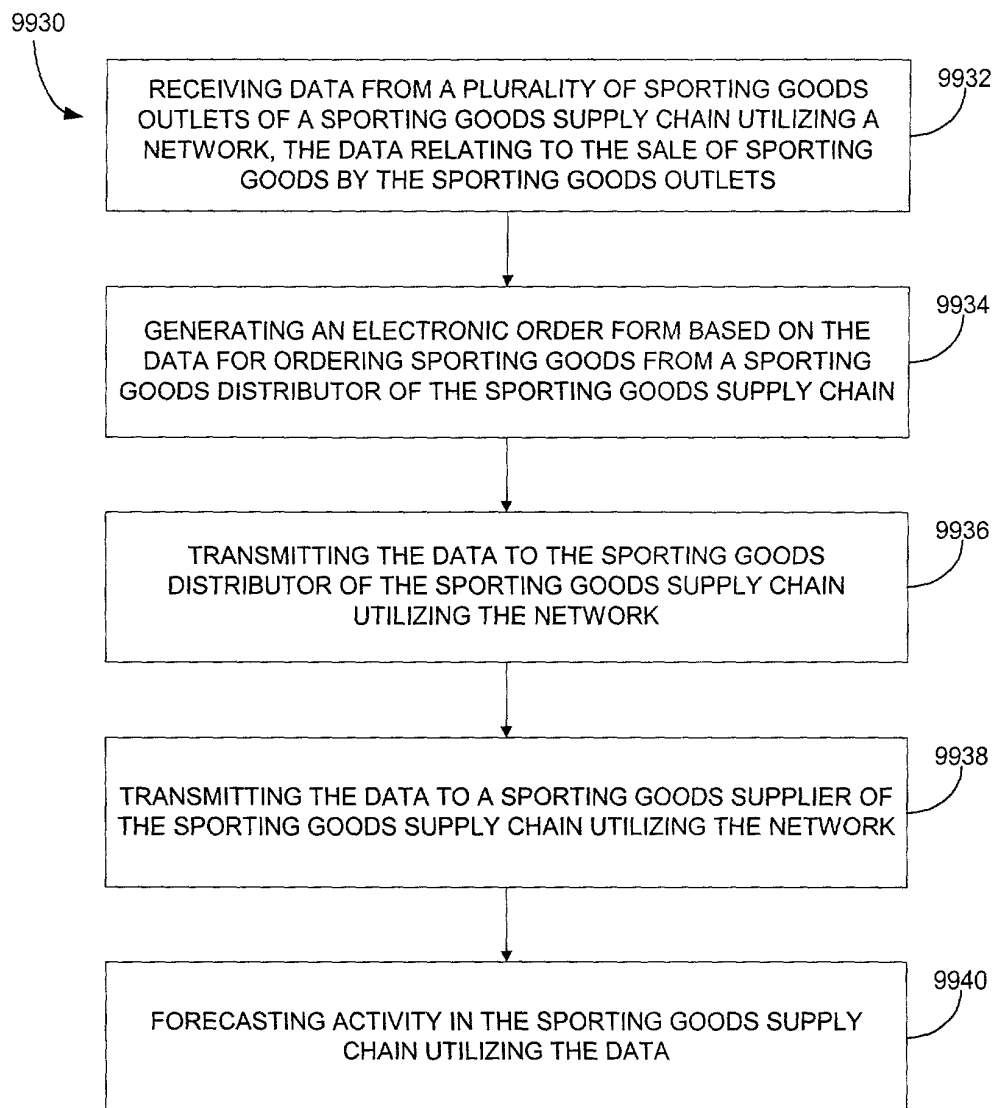 9930
RECEIVING DATA FROM A PLURALITY OF SPORTING GOODS
OUTLETS OF A SPORTING GOODS SUPPLY CHAIN UTILIZING A
NETWORK, THE DATA RELATING TO THE SALE OF SPORTING
GOODS BY THE SPORTING GOODS OUTLETS
9932
GENERATING AN ELECTRONIC ORDER FORM BASED ON THE
DATA FOR ORDERING SPORTING GOODS FROM A SPORTING
GOODS DISTRIBUTOR OF THE SPORTING GOODS SUPPLY CHAIN
9934
TRANSMITTING THE DATA TO THE SPORTING GOODS
DISTRIBUTOR OF THE SPORTING GOODS SUPPLY CHAIN
UTILIZING THE NETWORK
9936
TRANSMITTING THE DATA TO A SPORTING GOODS SUPPLIER OF
THE SPORTING GOODS SUPPLY CHAIN UTILIZING THE NETWORK
9938
FORECASTING ACTIVITY IN THE SPORTING GOODS SUPPLY
CHAIN UTILIZING THE DATA
9940